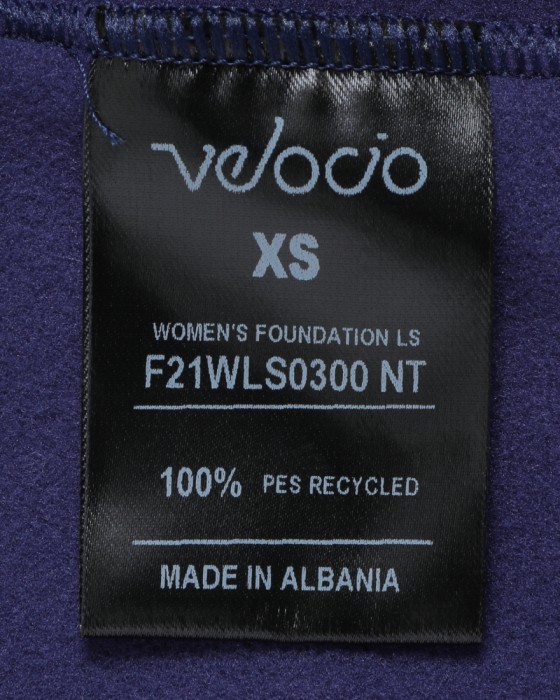 velocio
XS
WOMEN'S FOUNDATION LS
F21WLS0300 NT
100% PES RECYCLED
MADE IN ALBANIA